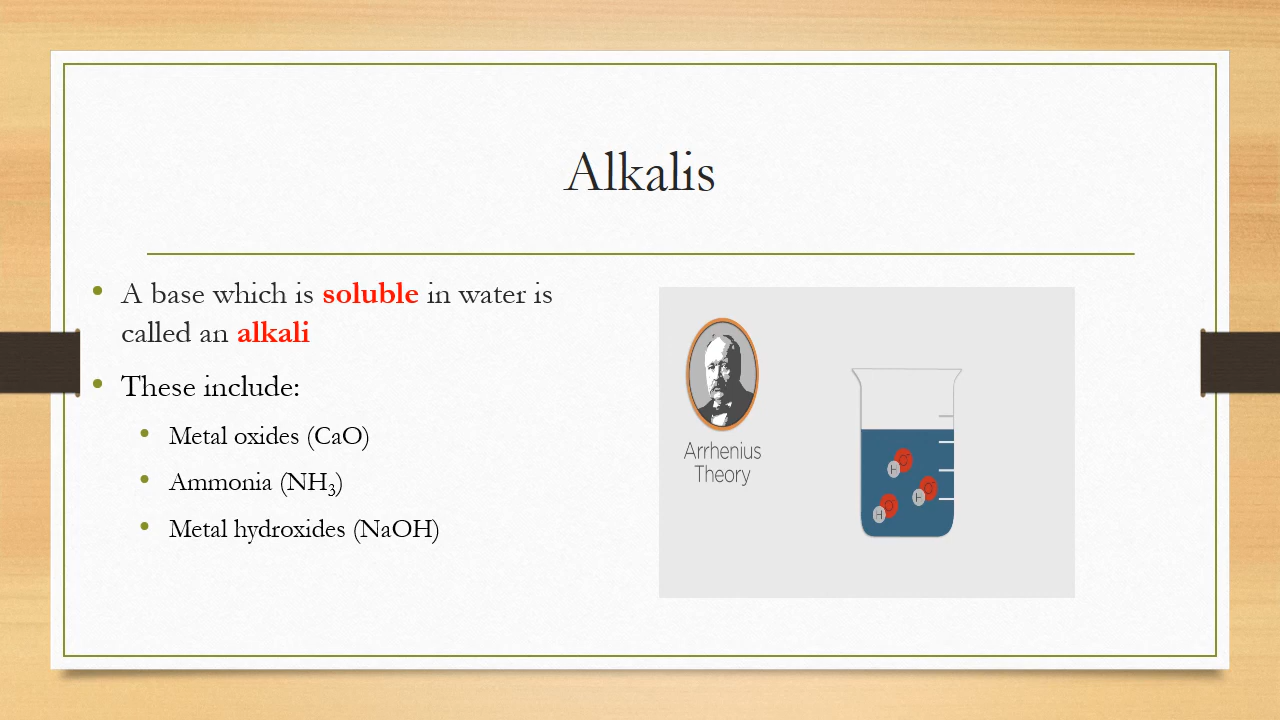 Alkalis
• A base which is soluble in water is
called an alkali
• These include:
• Metal oxides (CaO)
• Ammonia (NH₃)
• Metal hydroxides (NaOH)
Arrhenius
Theory
O⁻
H
O⁻
H
O⁻
H